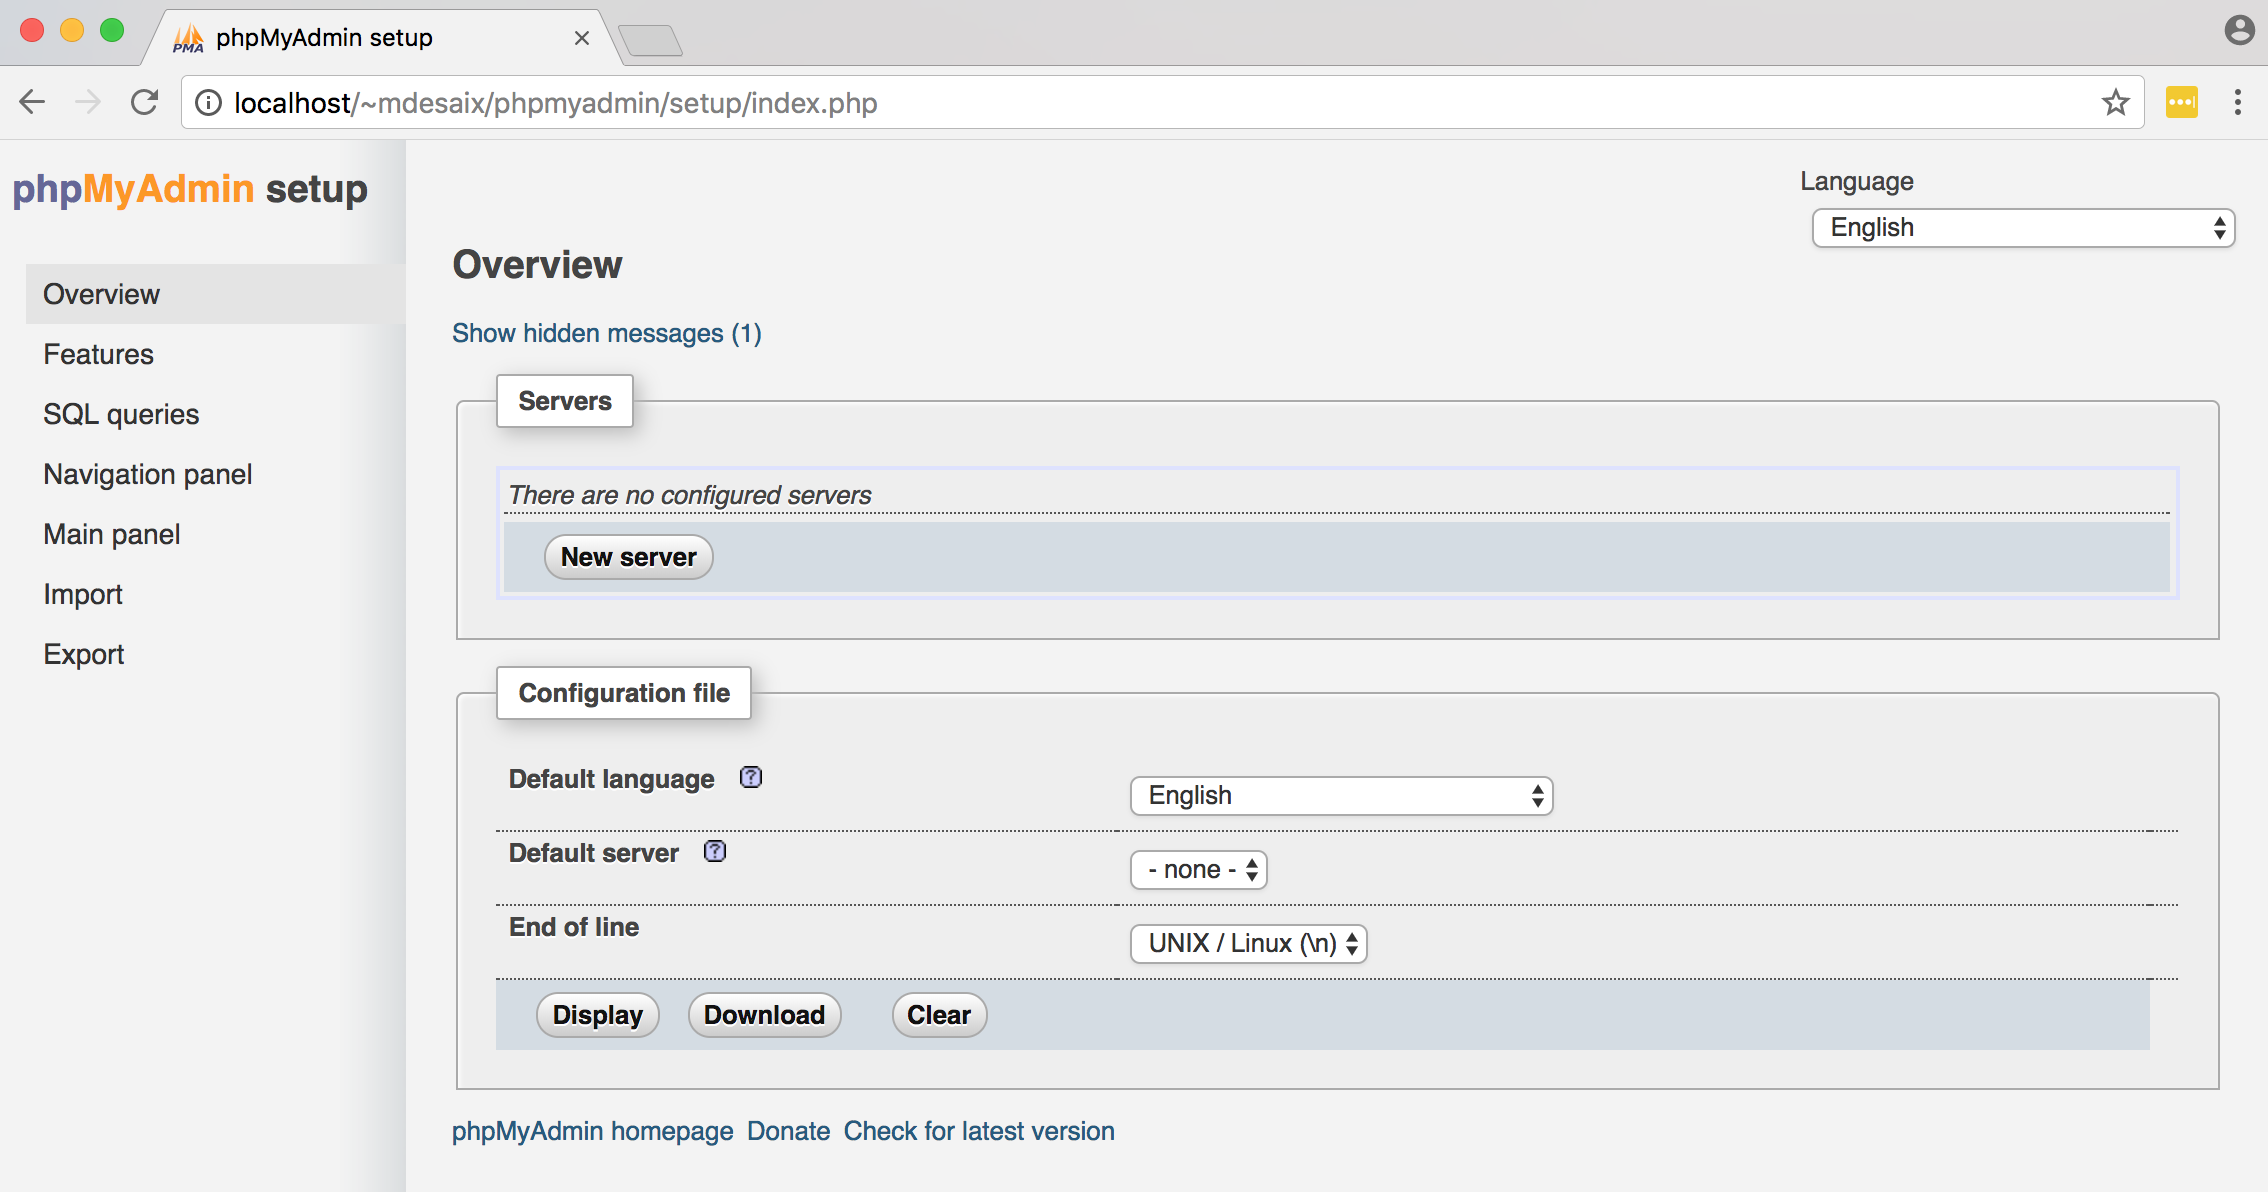 PMA phpMyAdmin setup
localhost/~mdesaix/phpmyadmin/setup/index.php
phpMyAdmin setup
Overview
Features
SQL queries
Navigation panel
Main panel
Import
Export
Language
English
Overview
Show hidden messages (1)
Servers
There are no configured servers
New server
Configuration file
Default language ? English
Default server ? - none -
End of line UNIX / Linux (\n)
Display Download Clear
phpMyAdmin homepage Donate Check for latest version